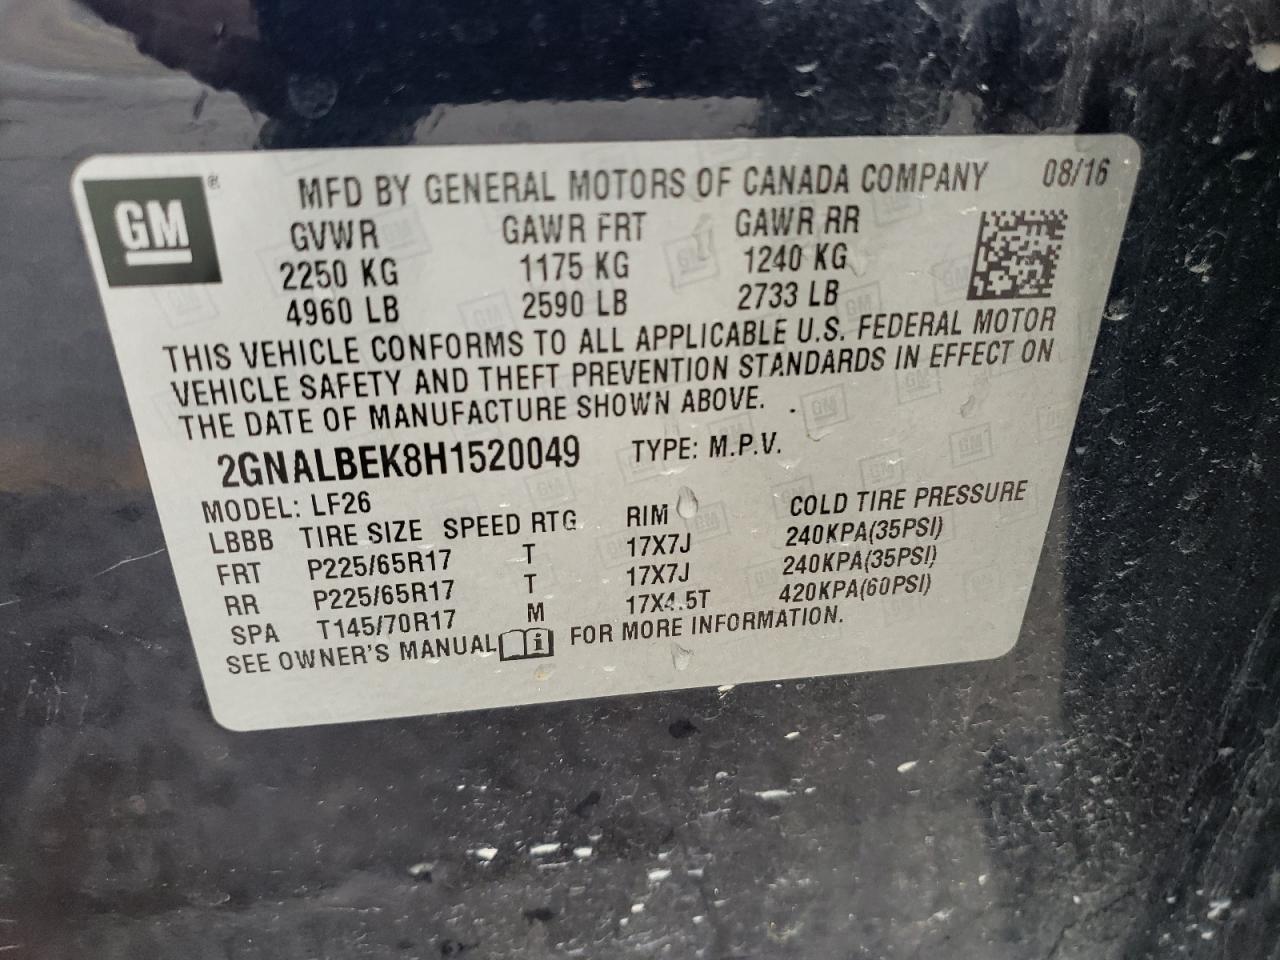 GM ® MFD BY GENERAL MOTORS OF CANADA COMPANY 08/16
GVWR GAWR FRT GAWR RR
2250 KG 1175 KG 1240 KG
4960 LB 2590 LB 2733 LB
THIS VEHICLE CONFORMS TO ALL APPLICABLE U.S. FEDERAL MOTOR
VEHICLE SAFETY AND THEFT PREVENTION STANDARDS IN EFFECT ON
THE DATE OF MANUFACTURE SHOWN ABOVE.
2GNALBEK8H1520049 TYPE: M.P.V.
MODEL: LF26
LBBB TIRE SIZE SPEED RTG RIM COLD TIRE PRESSURE
FRT P225/65R17 T 17X7J 240KPA(35PSI)
RR P225/65R17 T 17X7J 240KPA(35PSI)
SPA T145/70R17 M 17X4.5T 420KPA(60PSI)
SEE OWNER'S MANUAL i FOR MORE INFORMATION.